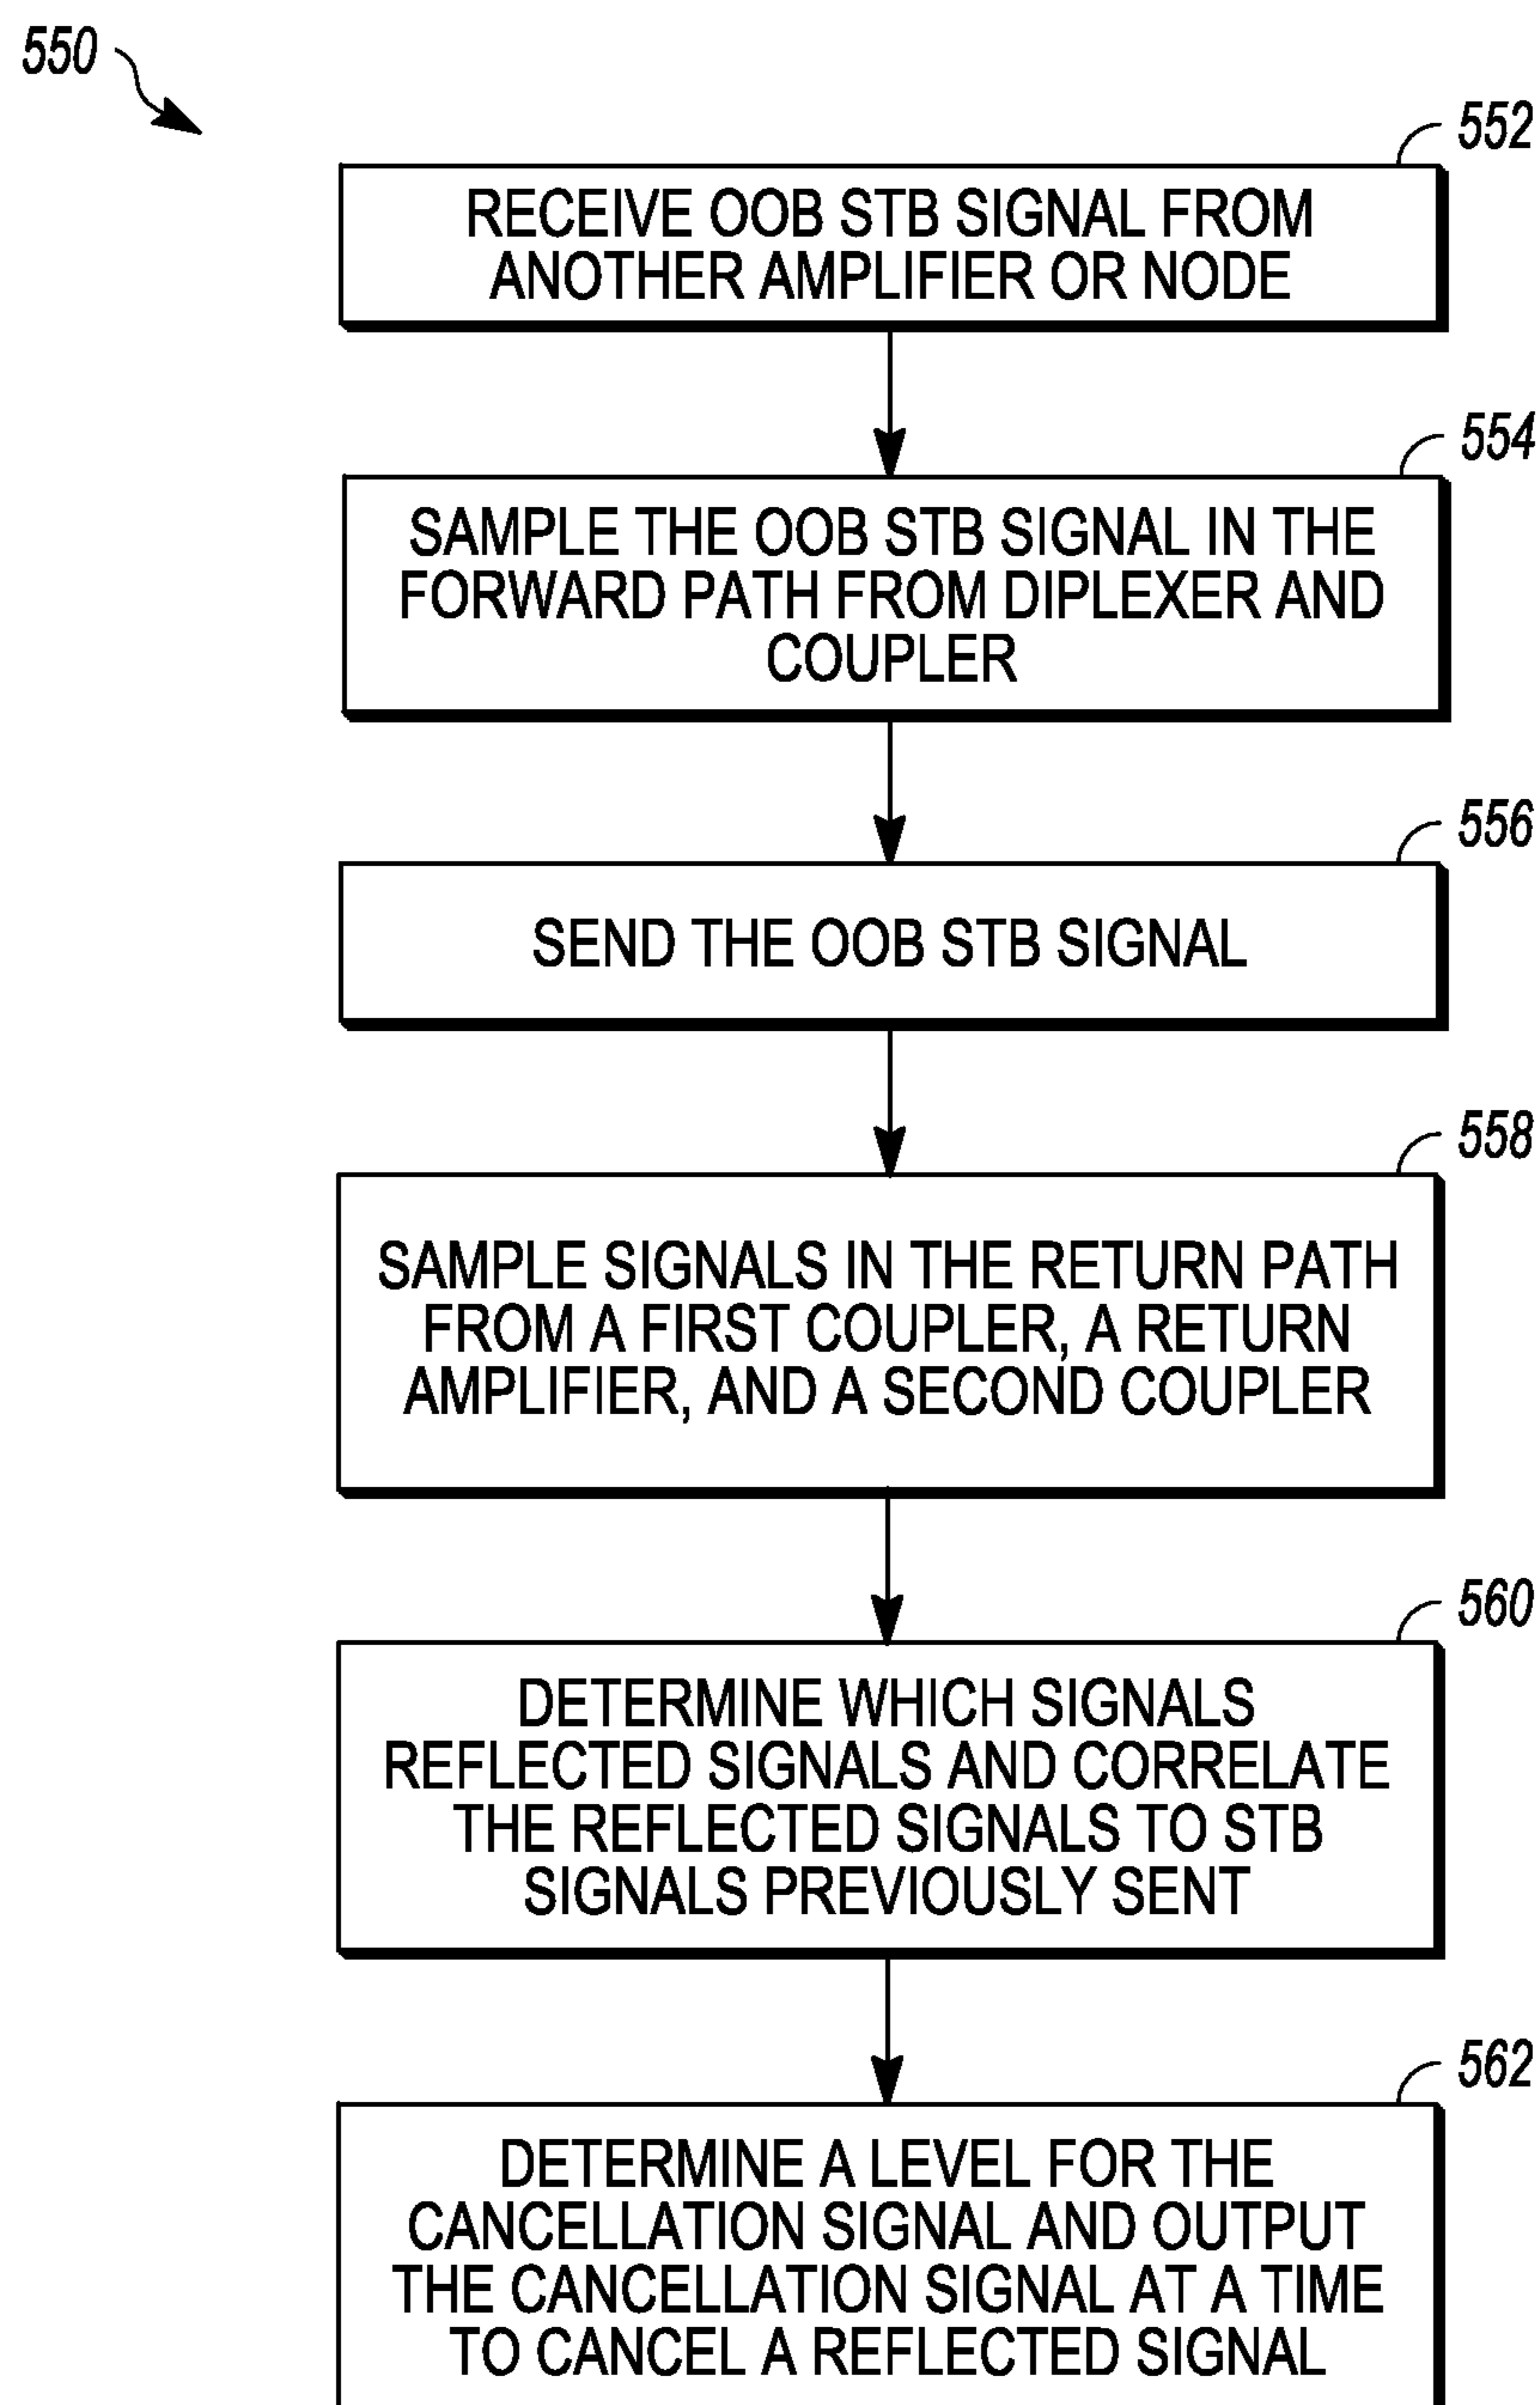 550
552
RECEIVE OOB STB SIGNAL FROM
ANOTHER AMPLIFIER OR NODE
554
SAMPLE THE OOB STB SIGNAL IN THE
FORWARD PATH FROM DIPLEXER AND
COUPLER
556
SEND THE OOB STB SIGNAL
558
SAMPLE SIGNALS IN THE RETURN PATH
FROM A FIRST COUPLER, A RETURN
AMPLIFIER, AND A SECOND COUPLER
560
DETERMINE WHICH SIGNALS
REFLECTED SIGNALS AND CORRELATE
THE REFLECTED SIGNALS TO STB
SIGNALS PREVIOUSLY SENT
562
DETERMINE A LEVEL FOR THE
CANCELLATION SIGNAL AND OUTPUT
THE CANCELLATION SIGNAL AT A TIME
TO CANCEL A REFLECTED SIGNAL